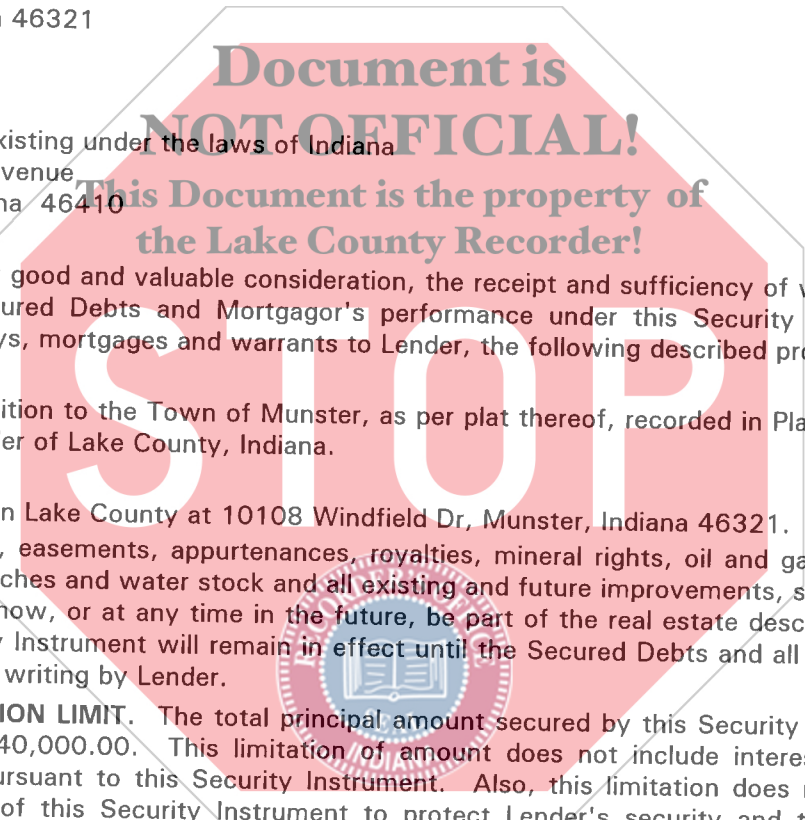 46321
Document is
NOT OFFICIAL!
xisting under the laws of Indiana
venue
This Document is the property of
na 46410
the Lake County Recorder!
good and valuable consideration, the receipt and sufficiency of
ured Debts and Mortgagor's performance under this Security
ys, mortgages and warrants to Lender, the following described pro
STOP
ition to the Town of Munster, as per plat thereof, recorded in Pla
er of Lake County, Indiana.
n Lake County at 10108 Windfield Dr, Munster, Indiana 46321.
, easements, appurtenances, royalties, mineral rights, oil and ga
ches and water stock and all existing and future improvements, s
now, or at any time in the future, be part of the real estate desc
y Instrument will remain in effect until the Secured Debts and all
writing by Lender.
ION LIMIT. The total principal amount secured by this Security
40,000.00. This limitation of amount does not include interes
ursuant to this Security Instrument. Also, this limitation does
of this Security Instrument to protect Lender's security and
INDIANA